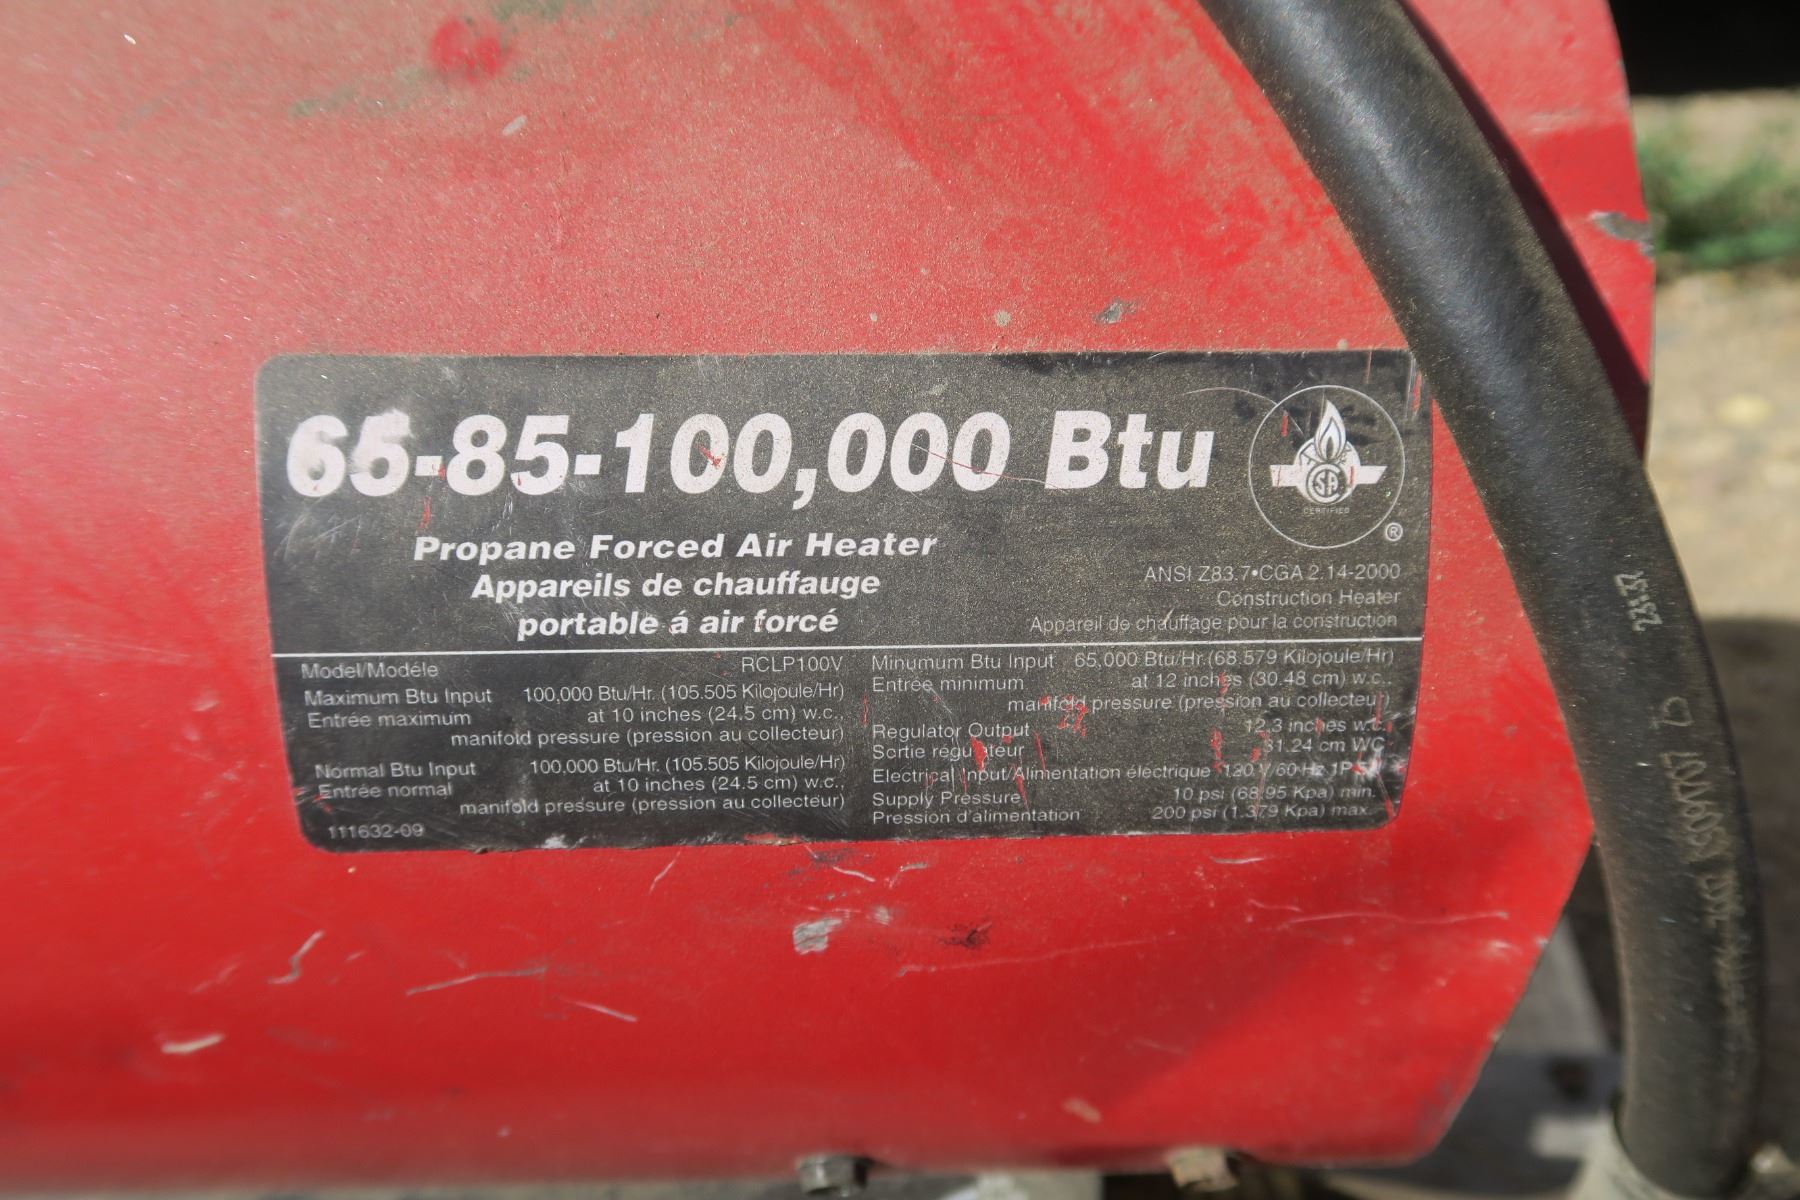 65-85-100,000 Btu
CSA
CERTIFIED
®
Propane Forced Air Heater
Appareils de chauffauge
portable á air forcé
ANSI Z83.7•CGA 2.14-2000
Construction Heater
Appareil de chauffage pour la construction
Model/Modéle RCLP100V
Maximum Btu Input 100,000 Btu/Hr. (105.505 Kilojoule/Hr)
Entrée maximum at 10 inches (24.5 cm) w.c.,
manifold pressure (pression au collecteur)
Normal Btu Input 100,000 Btu/Hr. (105.505 Kilojoule/Hr)
Entrée normal at 10 inches (24.5 cm) w.c.,
manifold pressure (pression au collecteur)
111632-09
Minumum Btu Input 65,000 Btu/Hr.(68.579 Kilojoule/Hr)
Entrée minimum at 12 inches (30.48 cm) w.c.,
manifold pressure (pression au collecteur)
Regulator Output 12.3 inches w.c.
Sortie régulateur 31.24 cm WC
Electrical Input/Alimentation électrique 120 V/60 Hz 1P
Supply Pressure 10 psi (68.95 Kpa) min.
Pression d'alimentation 200 psi (1.379 Kpa) max.